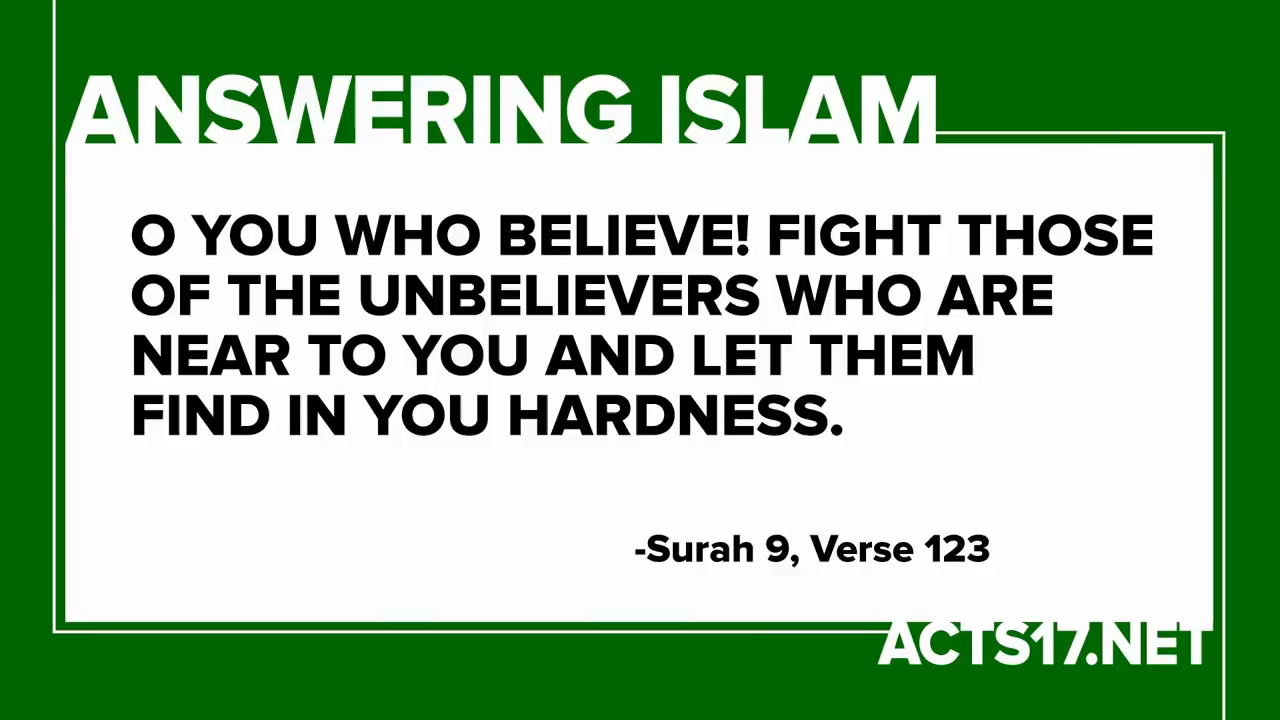 ANSWERING ISLAM
O YOU WHO BELIEVE! FIGHT THOSE
OF THE UNBELIEVERS WHO ARE
NEAR TO YOU AND LET THEM
FIND IN YOU HARDNESS.
-Surah 9, Verse 123
ACTS17.NET